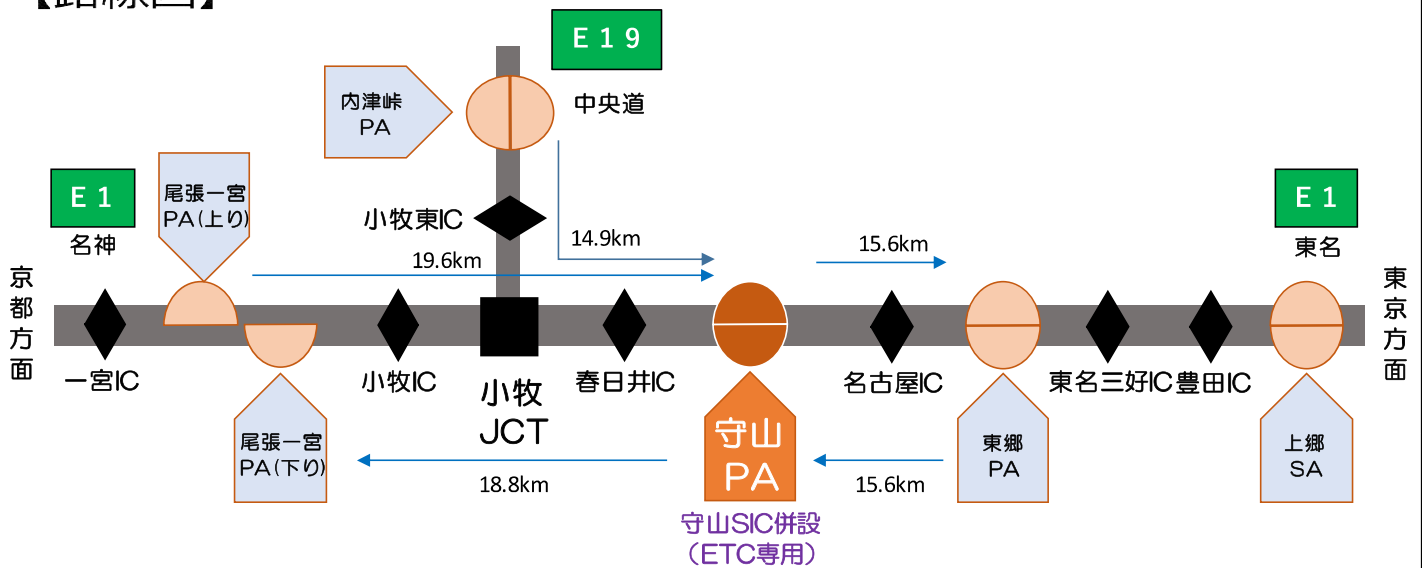 【路線図】
E19
中央道
内津峠
PA
E1
名神
尾張一宮
PA(上り)
小牧東IC
14.9km
19.6km
15.6km
E1
東名
京都方面
東京方面
一宮IC
小牧IC
小牧
JCT
春日井IC
名古屋IC
東名三好IC
豊田IC
尾張一宮
PA(下り)
18.8km
守山
PA
15.6km
東郷
PA
上郷
SA
守山SIC併設
(ETC専用)